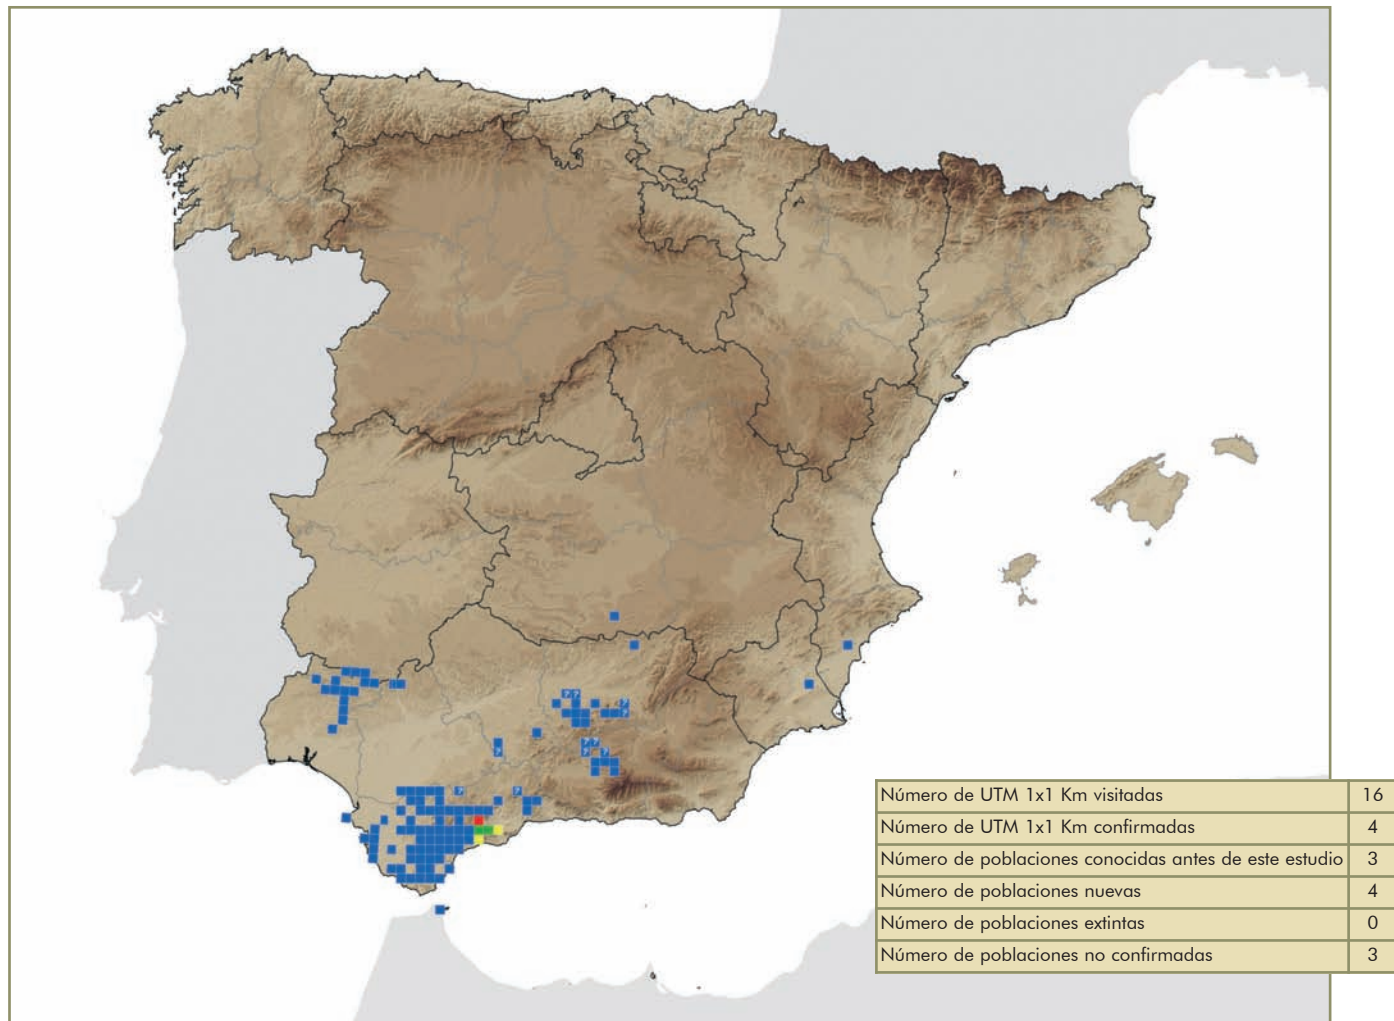 ?
?
?
?
?
?
?
?
?
?
?
Número de UTM 1x1 Km visitadas 16
Número de UTM 1x1 Km confirmadas 4
Número de poblaciones conocidas antes de este estudio 3
Número de poblaciones nuevas 4
Número de poblaciones extintas 0
Número de poblaciones no confirmadas 3